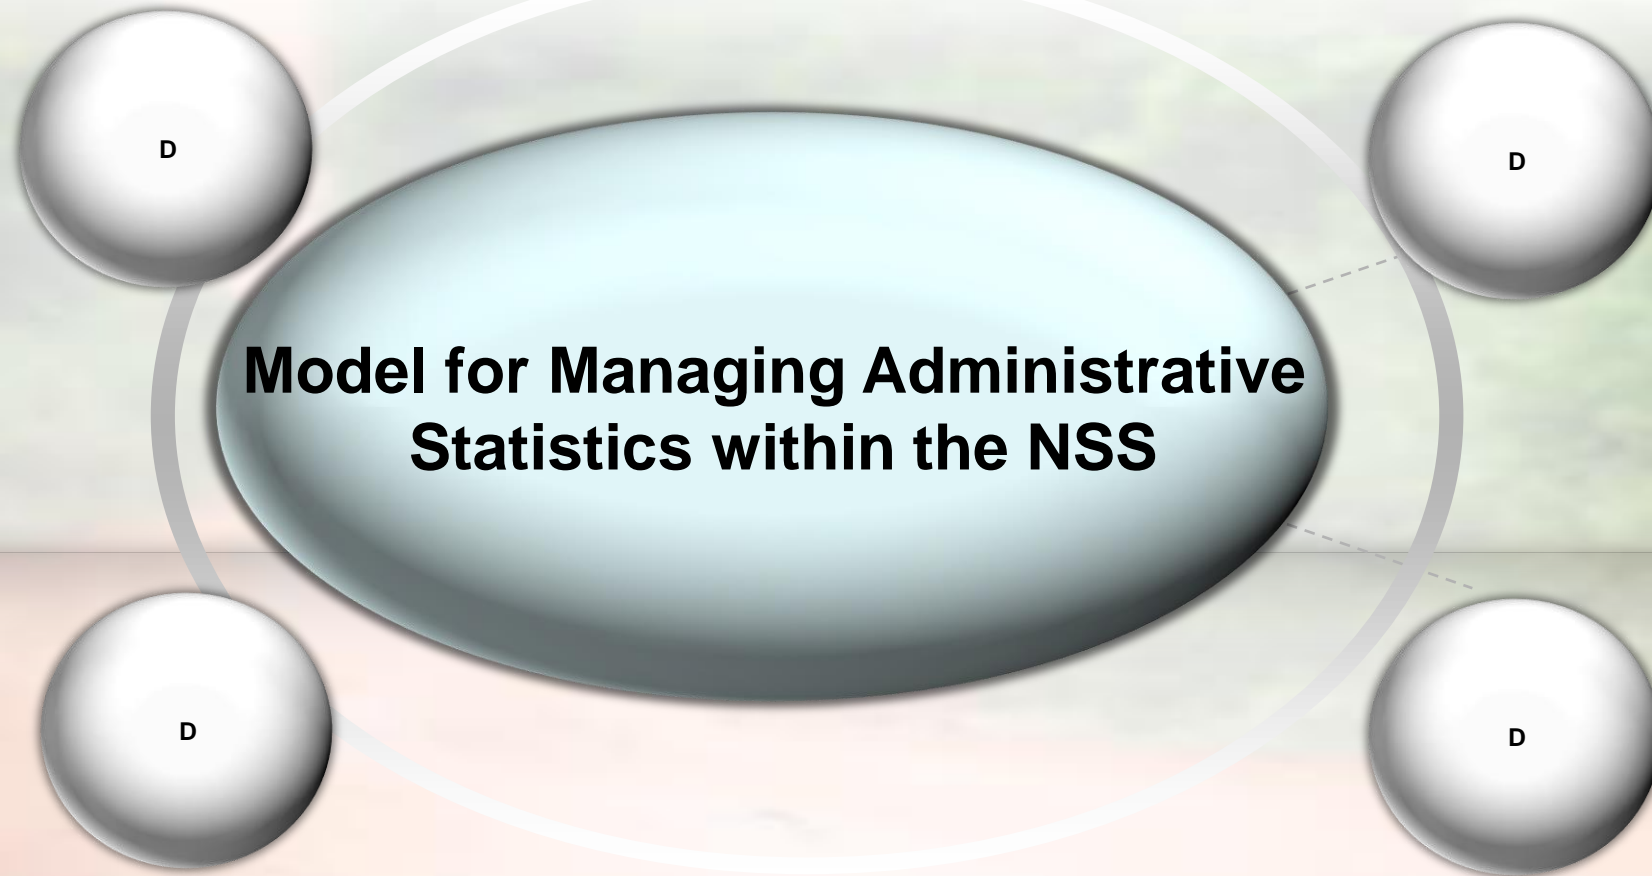 D
D
Model for Managing Administrative
Statistics within the NSS
D
D